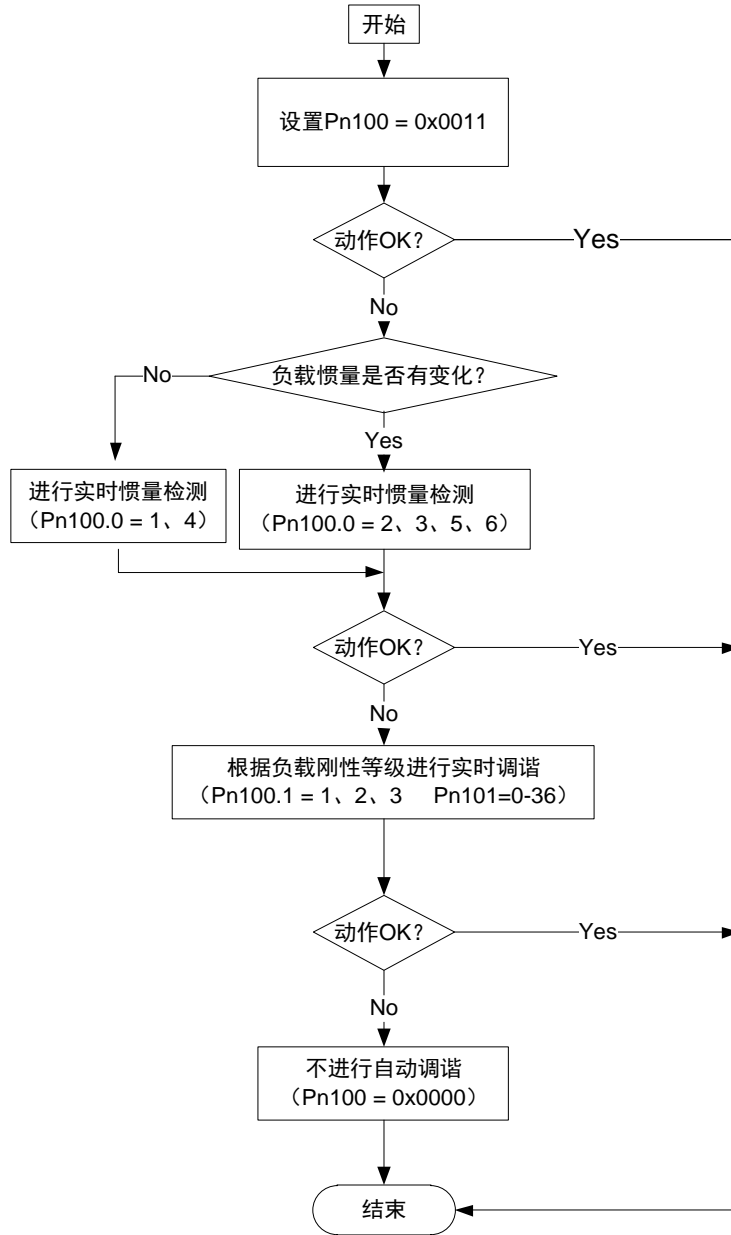 开始
设置Pn100 = 0x0011
动作OK?
Yes
No
负载惯量是否有变化?
No
Yes
进行实时惯量检测
（Pn100.0 = 1、4）
进行实时惯量检测
（Pn100.0 = 2、3、5、6）
动作OK?
Yes
No
根据负载刚性等级进行实时调谐
（Pn100.1 = 1、2、3 Pn101=0-36）
动作OK?
Yes
No
不进行自动调谐
（Pn100 = 0x0000）
结束